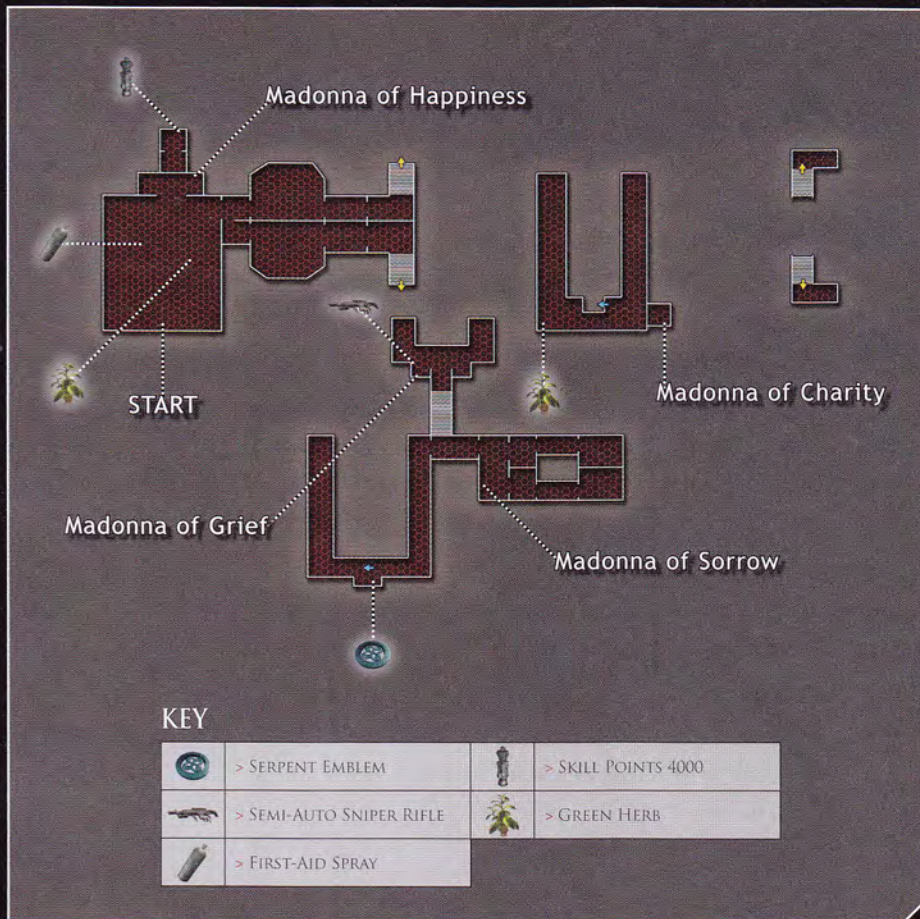 Madonna of Happiness
START
Madonna of Charity
Madonna of Grief
Madonna of Sorrow
KEY
> SERPENT EMBLEM
> SKILL POINTS 4000
> SEMI-AUTO SNIPER RIFLE
> GREEN HERB
> FIRST-AID SPRAY